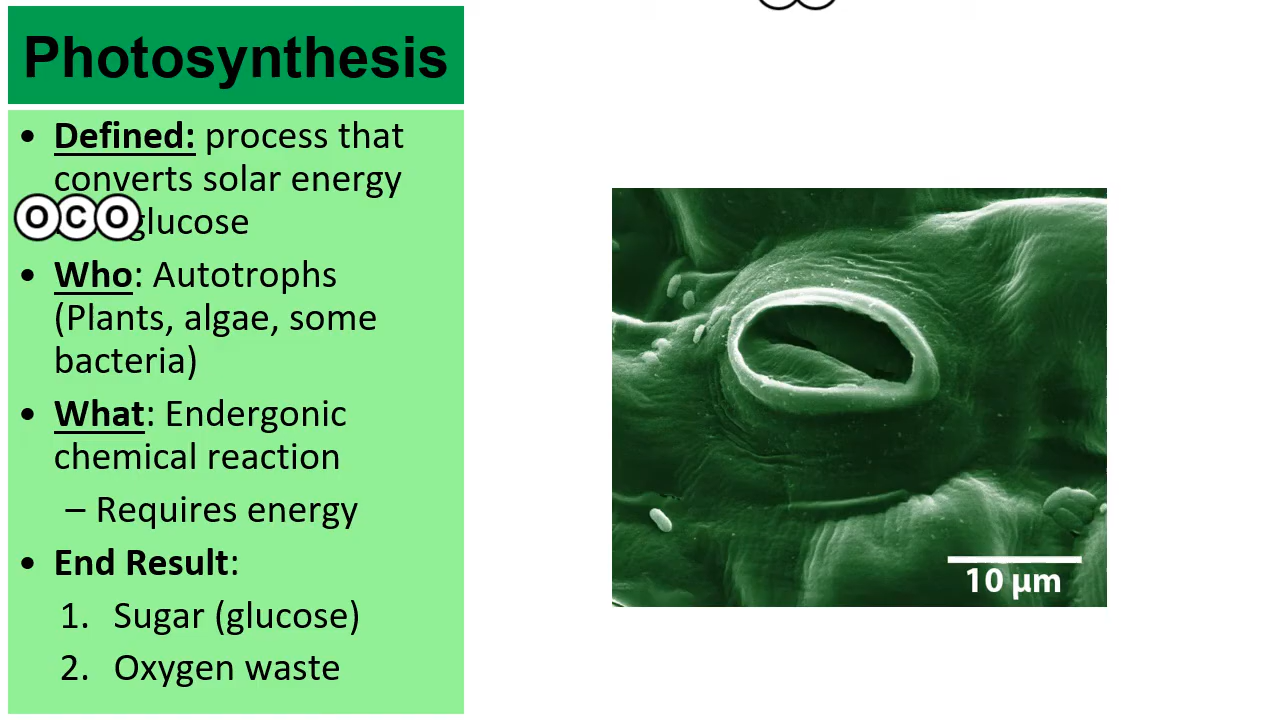 Photosynthesis
• Defined: process that
converts solar energy
OCO glucose
• Who: Autotrophs
(Plants, algae, some
bacteria)
• What: Endergonic
chemical reaction
– Requires energy
• End Result:
1. Sugar (glucose)
2. Oxygen waste
10 µm